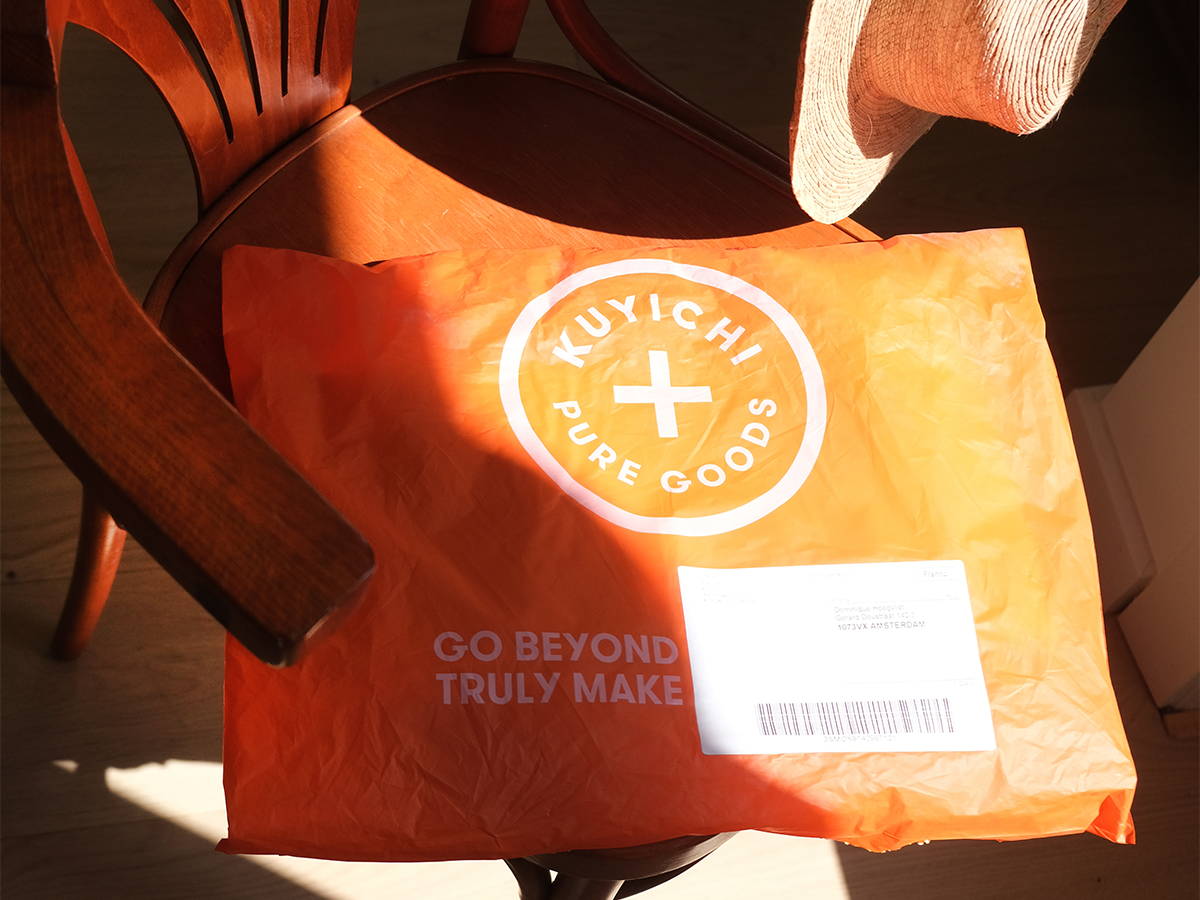 KUYICHI
PURE GOODS
GO BEYOND
TRULY MAKE
1073VX AMSTERDAM